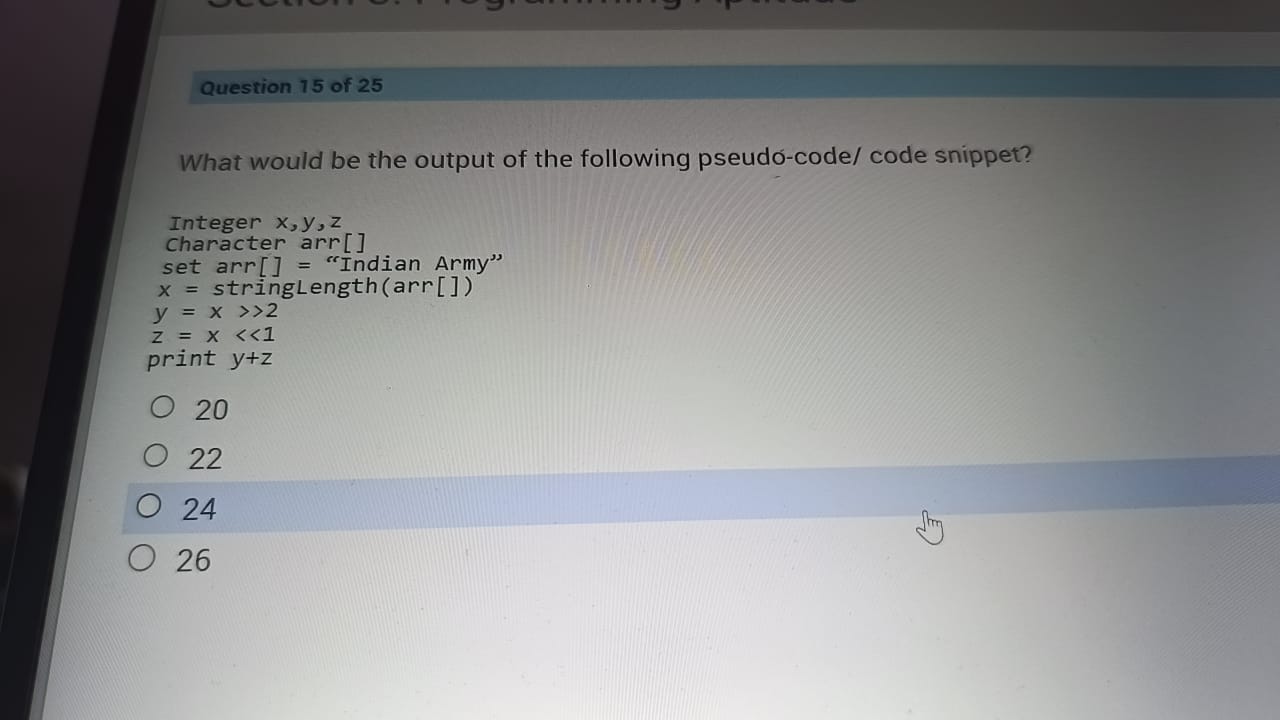 Question 15 of 25
What would be the output of the following pseudo-code/ code snippet?
Integer x,y,z
Character arr[]
set arr[] = “Indian Army”
x = stringLength(arr[])
y = x >>2
z = x <<1
print y+z
20
22
24
26